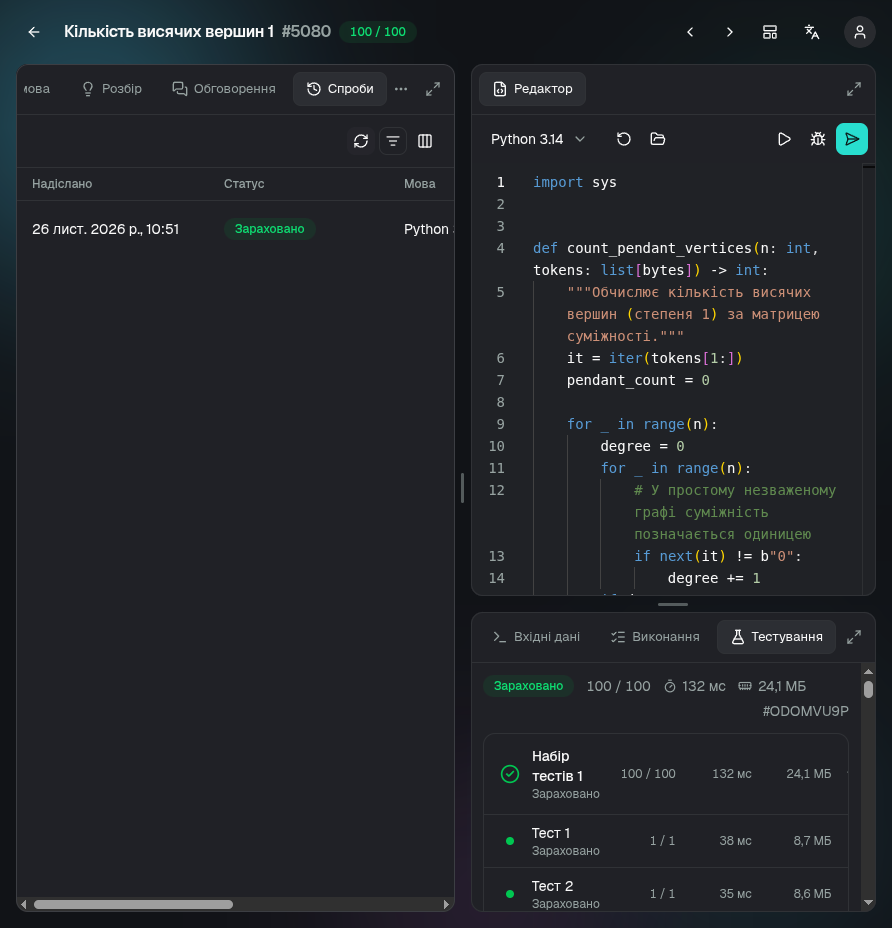 Кількість висячих вершин 1 #5080 100 / 100
Розбір
Обговорення
Спроби
Надіслано Статус Мова
26 лист. 2026 р., 10:51 Зараховано Python
Редактор
Python 3.14
1 import sys
2
3
4 def count_pendant_vertices(n: int,
tokens: list[bytes]) -> int:
5 """Обчислює кількість висячих
вершин (степеня 1) за матрицею
суміжності."""
6 it = iter(tokens[1:])
7 pendant_count = 0
8
9 for _ in range(n):
10 degree = 0
11 for _ in range(n):
12 # У простому незваженому
графі суміжність
позначається одиницею
13 if next(it) != b"0":
14 degree += 1
Вхідні дані
Виконання
Тестування
Зараховано 100 / 100 132 мс 24,1 МБ
#ODOMVU9P
Набір
тестів 1 100 / 100 132 мс 24,1 МБ
Зараховано
Тест 1 1 / 1 38 мс 8,7 МБ
Зараховано
Тест 2 1 / 1 35 мс 8,6 МБ
Зараховано